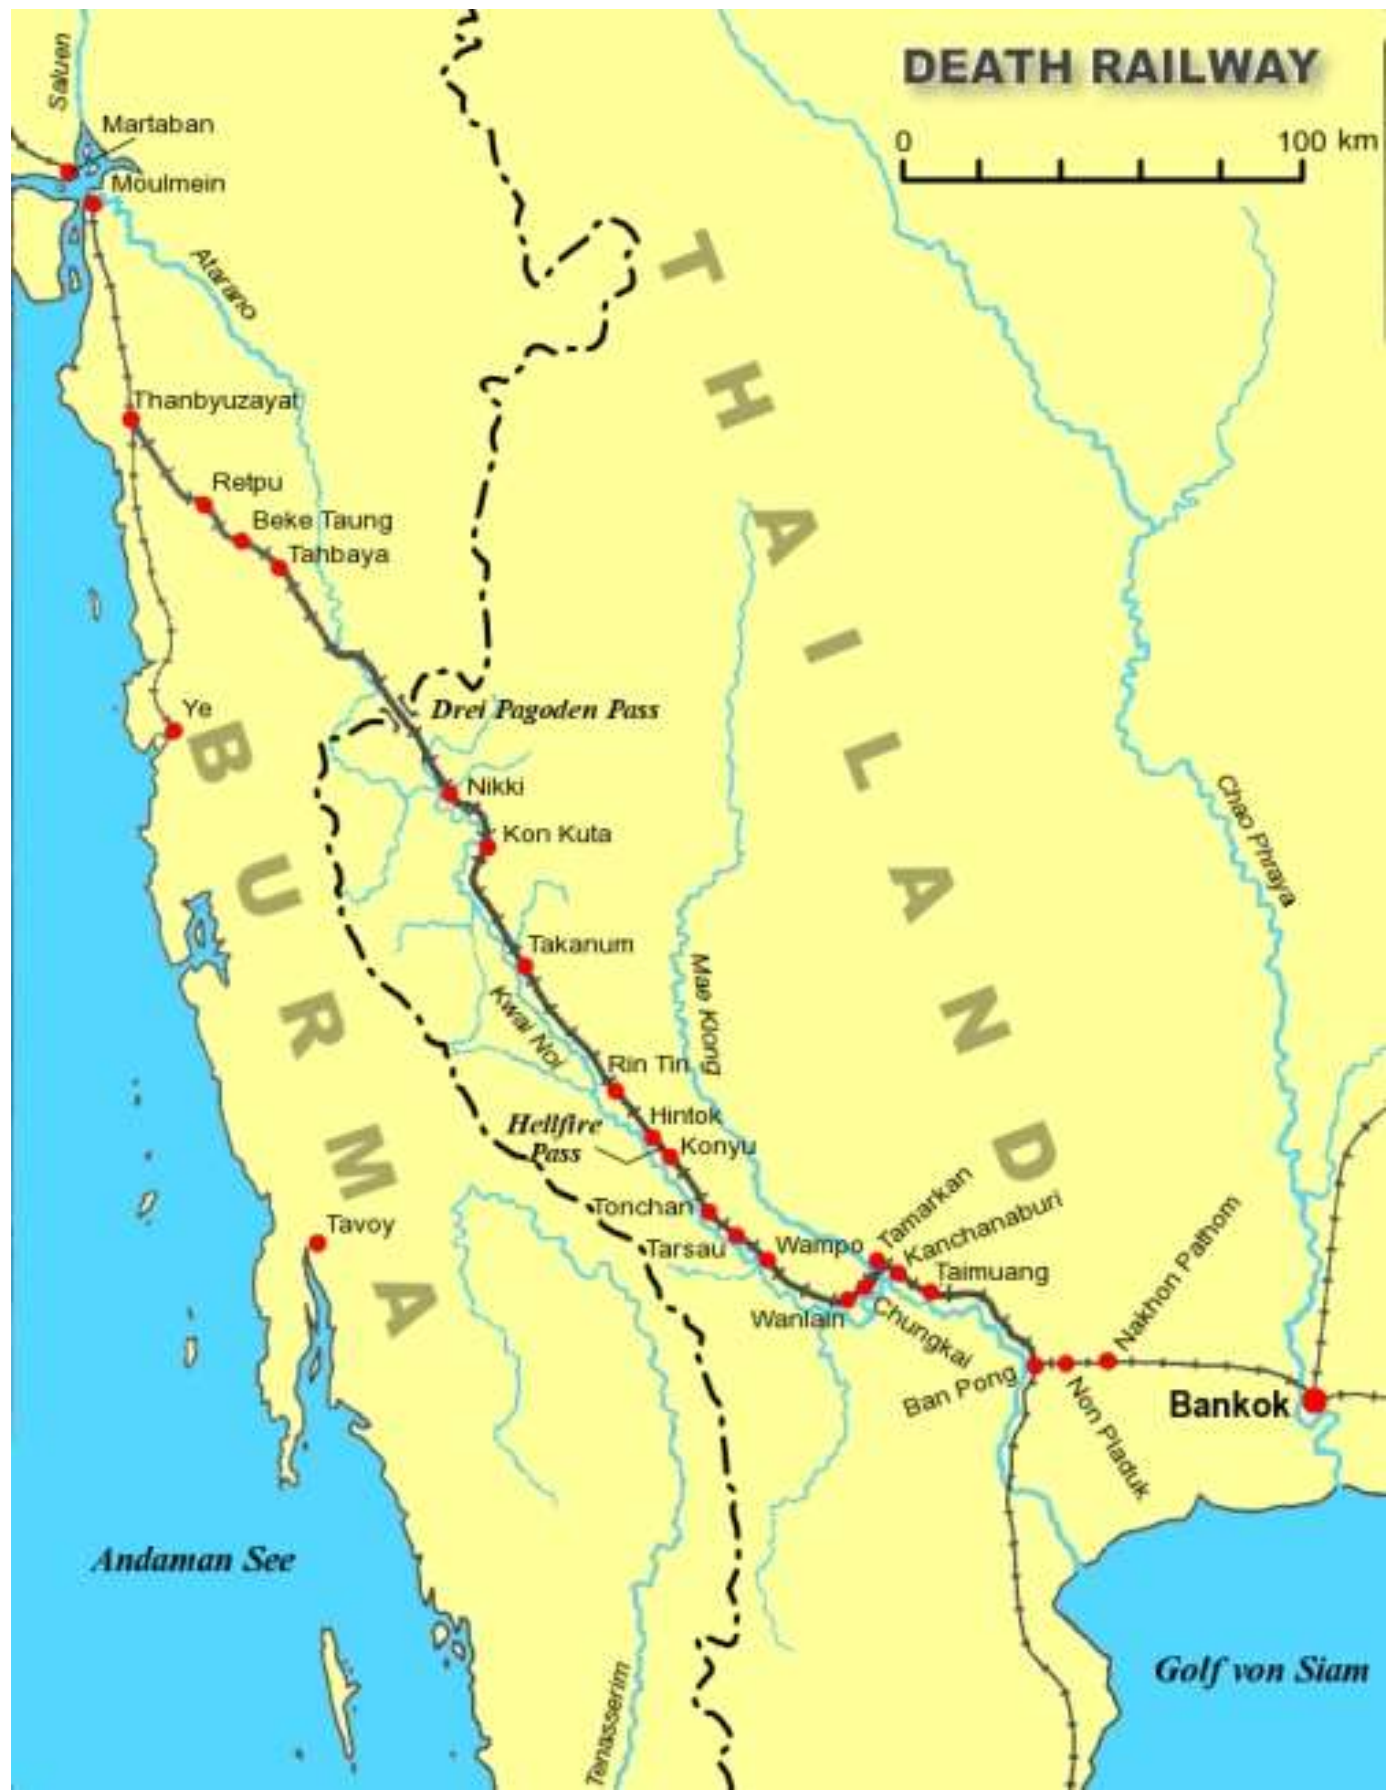 DEATH RAILWAY
0 100 km
Saluen
Martaban
Moulmein
Atarano
THAILAND
Thanbyuzayat
Retpu
Beke Taung
Tahbaya
Drei Pagoden Pass
Ye
BURMA
Nikki
Kon Kuta
Chao Phraya
Takanum
Mae Klong
Kwai Noi
Rin Tin
Hintok
Hellfire
Pass
Konyu
Tonchan
Tamarkan
Kanchanaburi
Nakhon Pathom
Tavoy
Tarsau
Wampo
Taimuang
Wanlain
Chungkai
Ban Pong
Non Pladuk
Bankok
Andaman See
Golf von Siam
Tenasserim